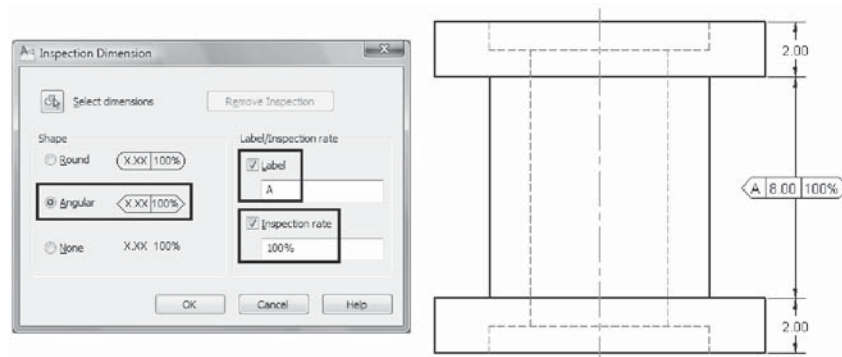 Inspection Dimension
Select dimensions
Remove Inspection
Shape
Round X.XX 100%
Angular X.XX 100%
None X.XX 100%
Label/Inspection rate
Label
A
Inspection rate
100%
OK Cancel Help
2.00
A 8.00 100%
2.00